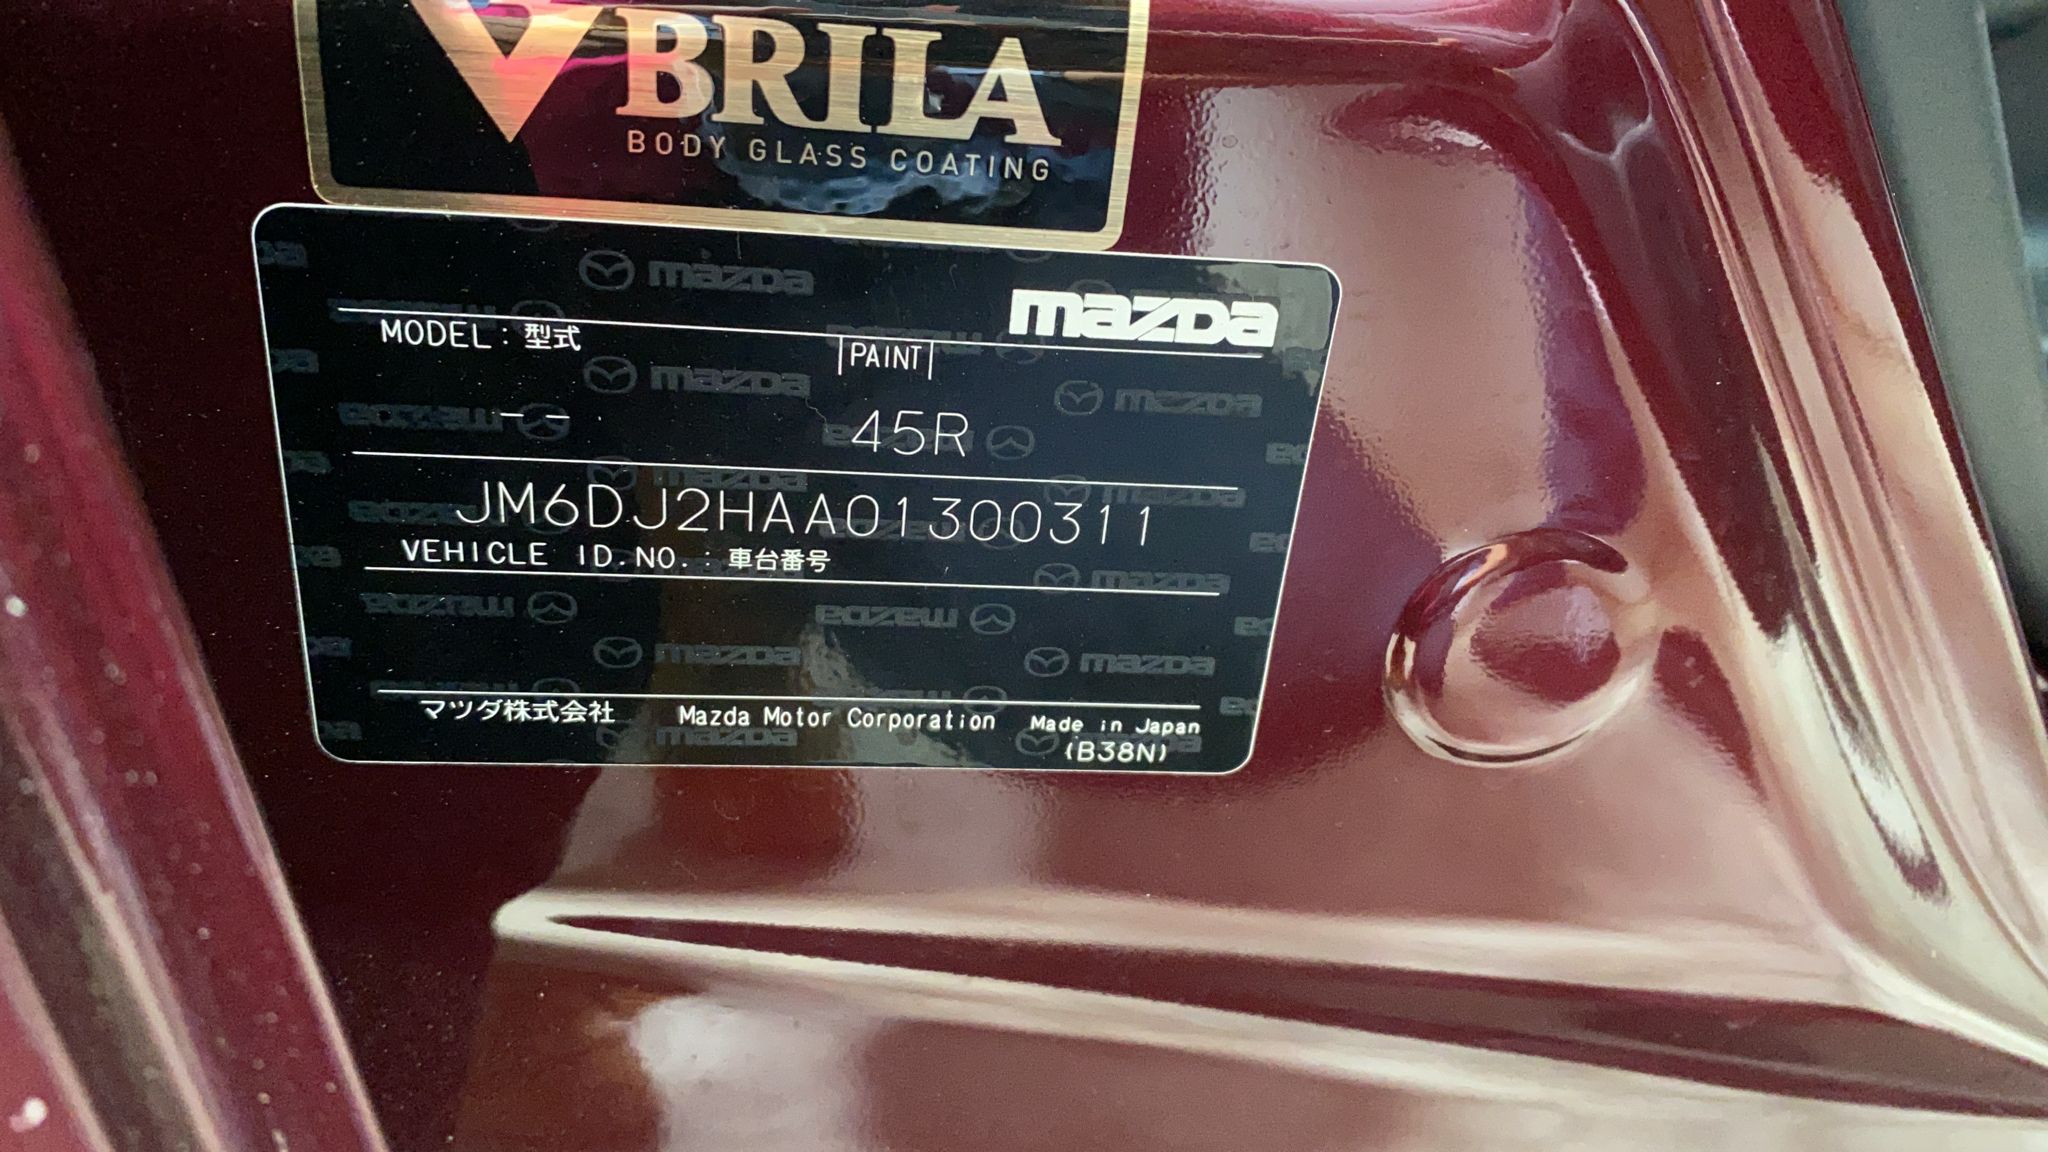 BRILA
BODY GLASS COATING
mazda
MODEL : 型式
PAINT
- -
45R
JM6DJ2HAA01300311
VEHICLE ID.NO. : 車台番号
マツダ株式会社 Mazda Motor Corporation Made in Japan
(B38N)